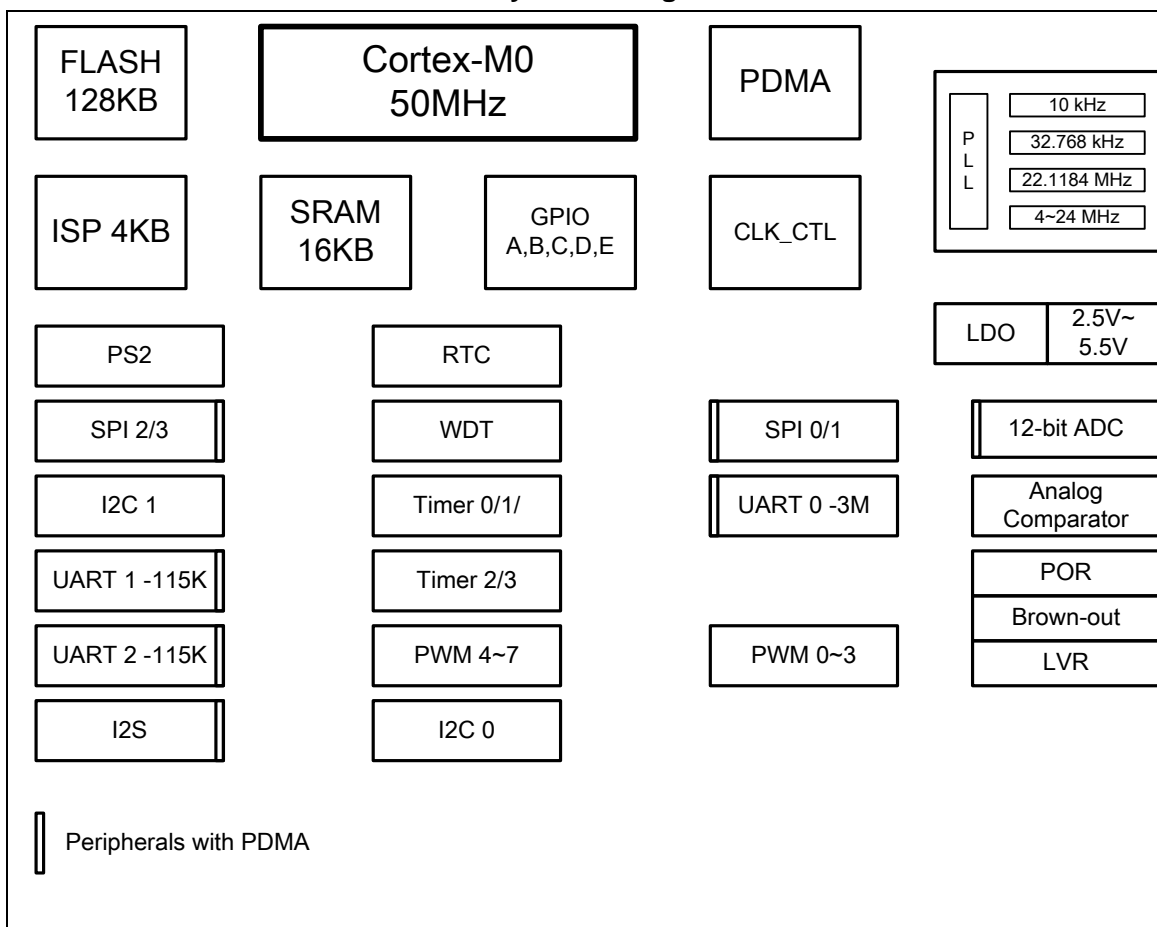 FLASH
128KB
Cortex-M0
50MHz
PDMA
P
L
L
10 kHz
32.768 kHz
22.1184 MHz
4~24 MHz
ISP 4KB
SRAM
16KB
GPIO
A,B,C,D,E
CLK_CTL
LDO
2.5V~
5.5V
PS2
RTC
SPI 2/3
WDT
SPI 0/1
12-bit ADC
I2C 1
Timer 0/1/
UART 0 -3M
Analog
Comparator
UART 1 -115K
Timer 2/3
POR
Brown-out
UART 2 -115K
PWM 4~7
PWM 0~3
LVR
I2S
I2C 0
Peripherals with PDMA